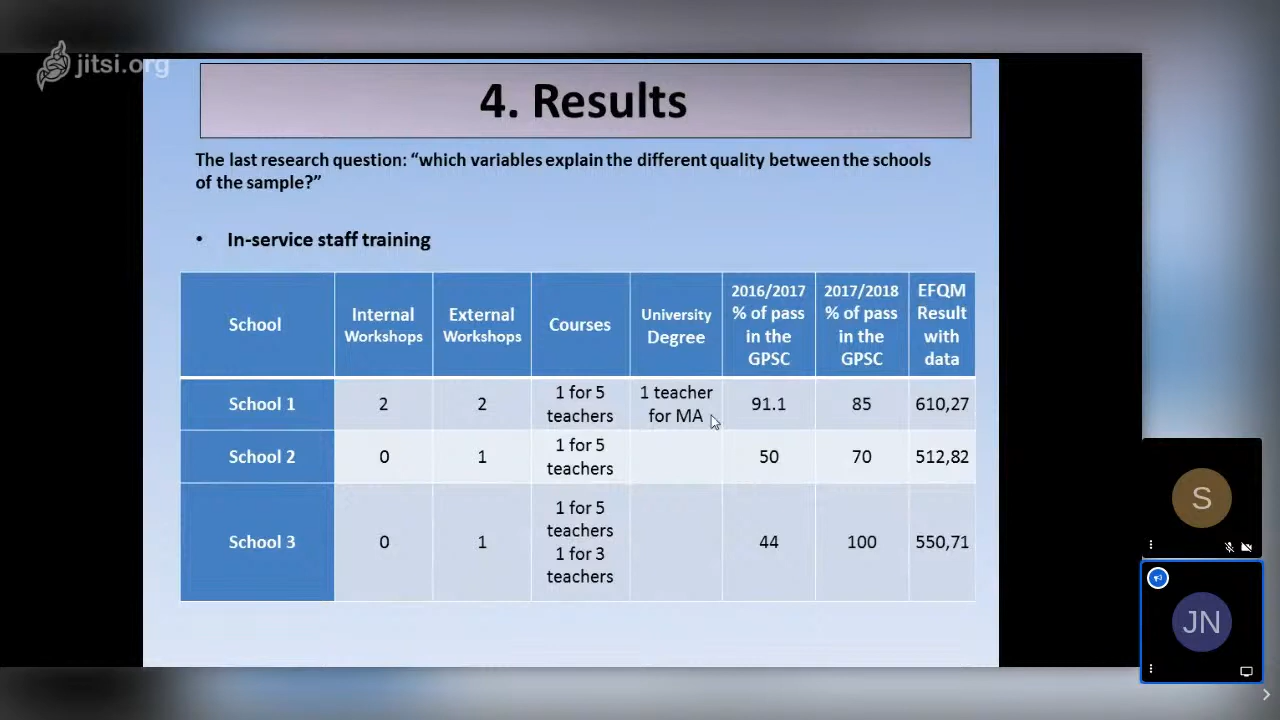 jitsi.org
4. Results
The last research question: “which variables explain the different quality between the schools
of the sample?”
• In-service staff training
School
Internal
Workshops
External
Workshops
Courses
University
Degree
2016/2017
% of pass
in the
GPSC
2017/2018
% of pass
in the
GPSC
EFQM
Result
with
data
School 1
2
2
1 for 5
teachers
1 teacher
for MA
91.1
85
610,27
School 2
0
1
1 for 5
teachers
50
70
512,82
School 3
0
1
1 for 5
teachers
1 for 3
teachers
44
100
550,71
S
JN